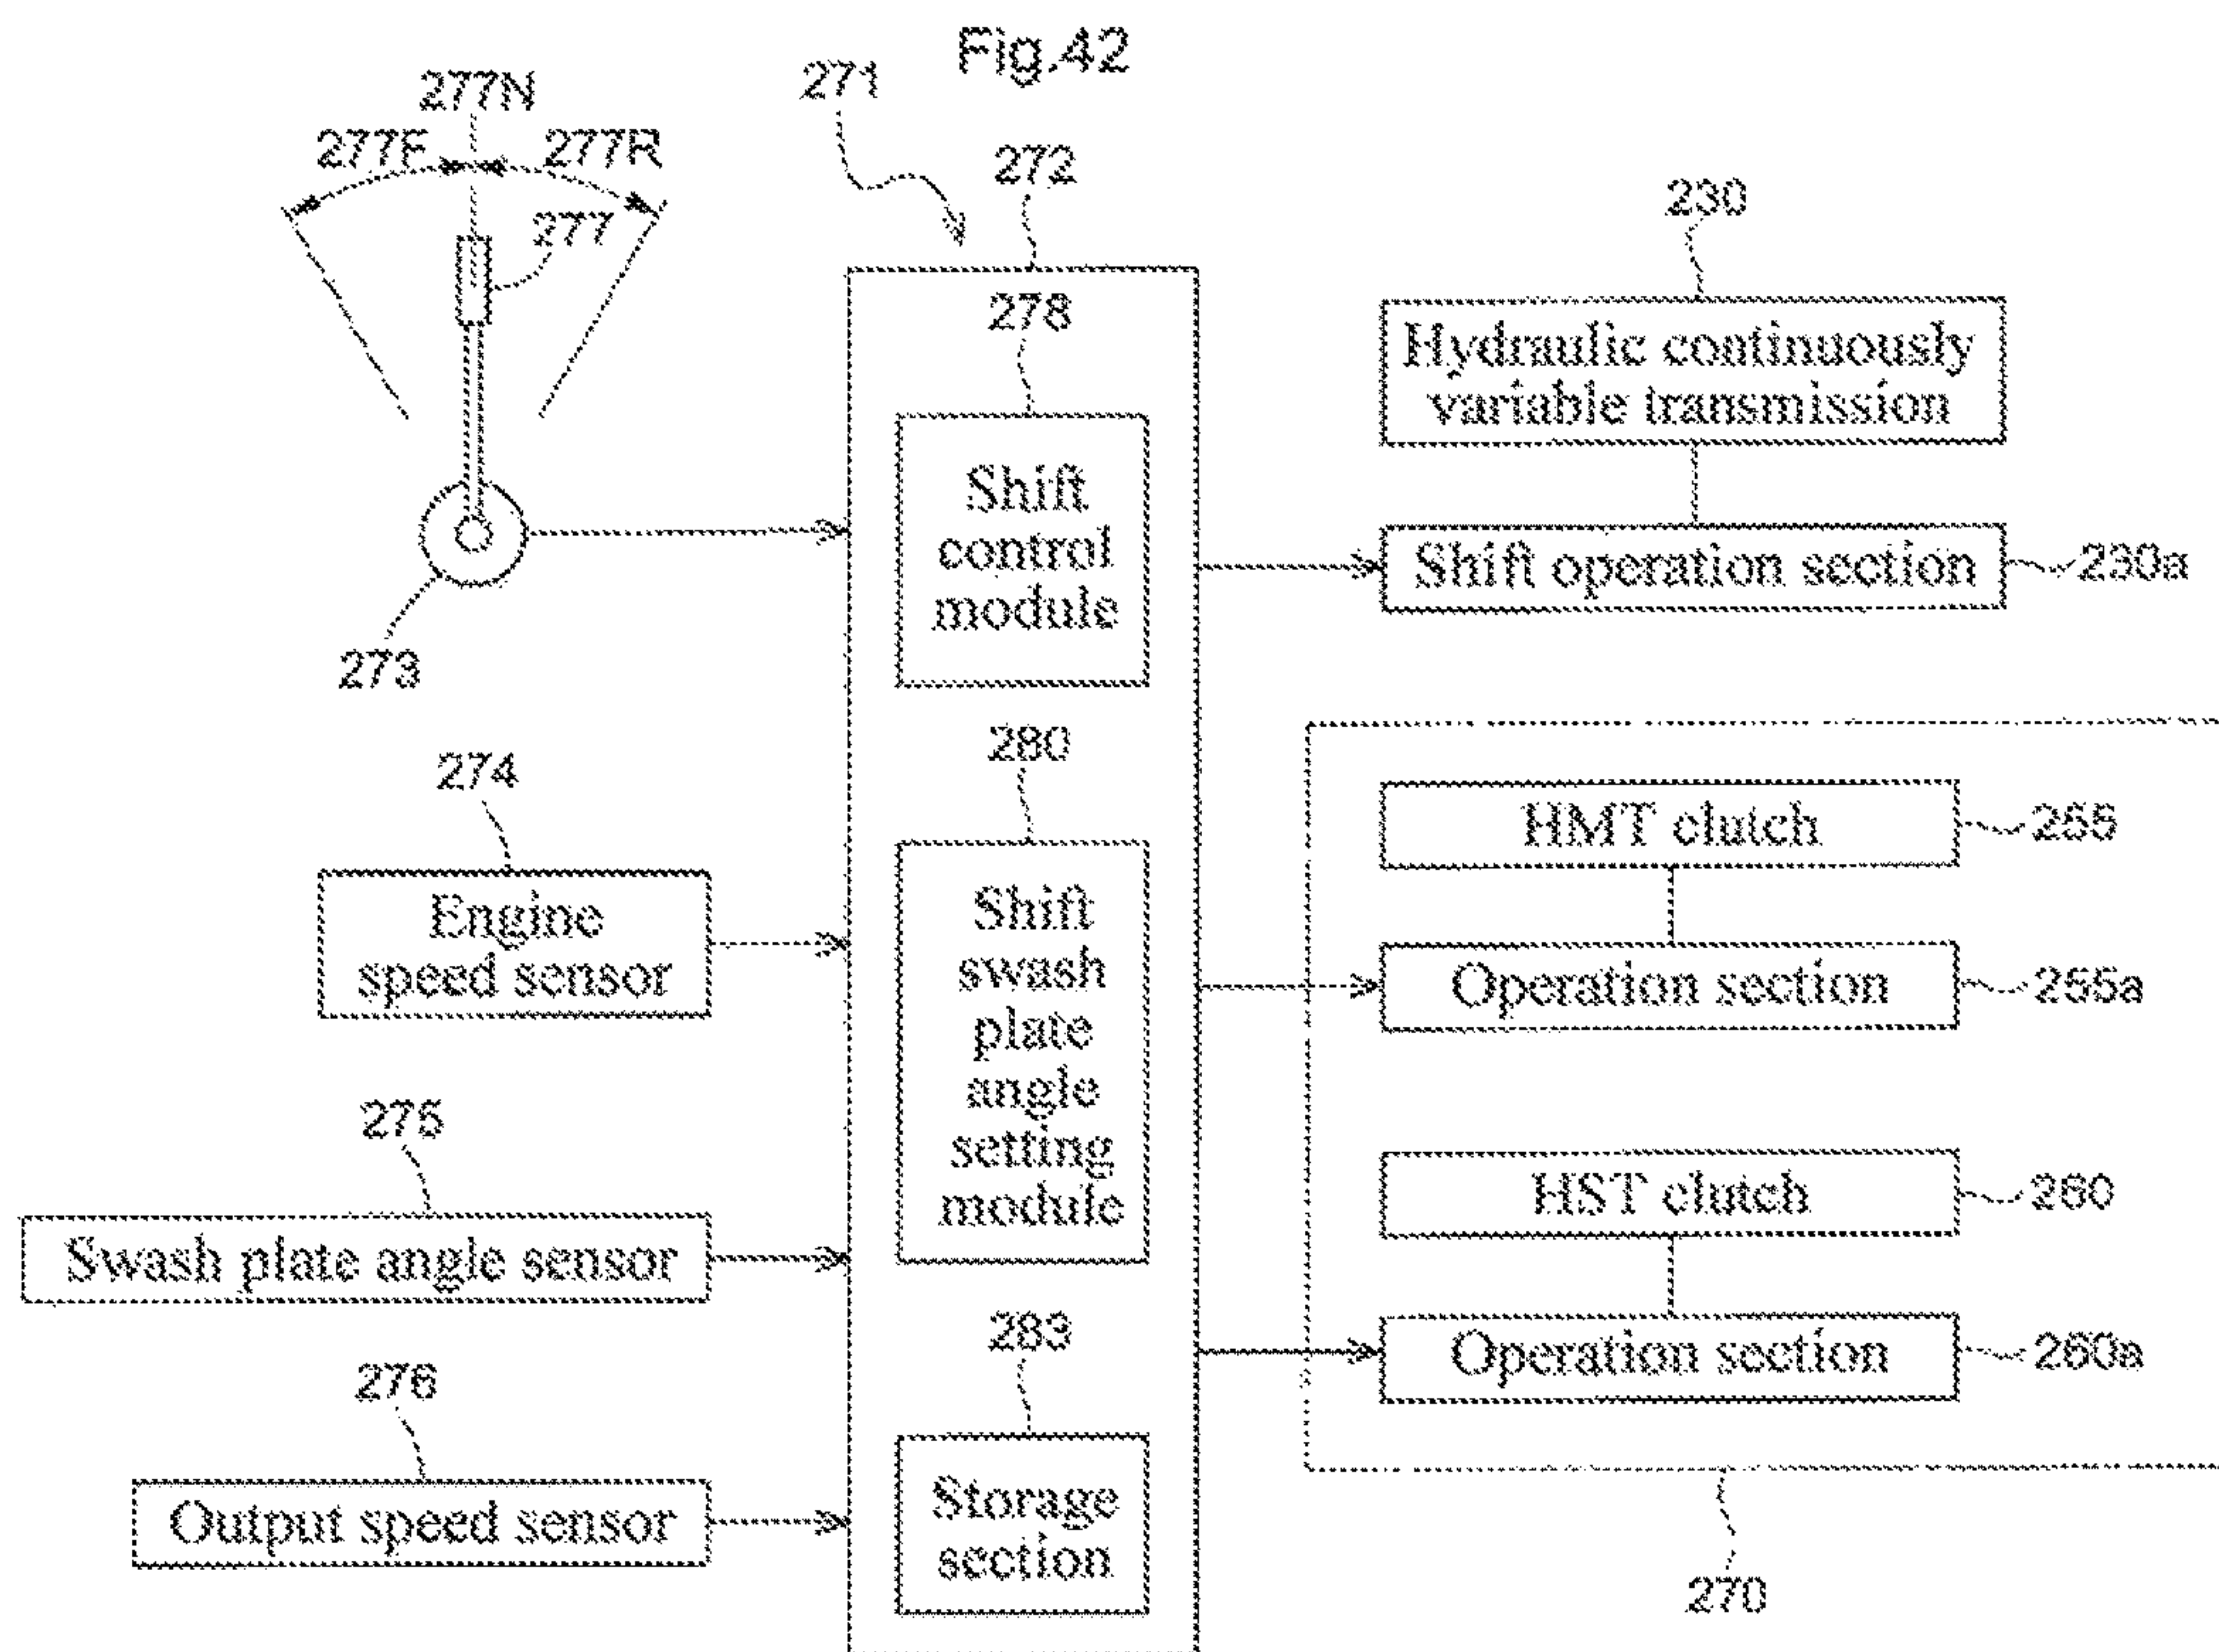 Fig.42
271
277N
277F
277R
277
272
273
278
Shift
control
module
230
Hydraulic continuously
variable transmission
Shift operation section
230a
274
Engine
speed sensor
280
Shift
swash
plate
angle
setting
module
HMT clutch
255
Operation section
255a
275
Swash plate angle sensor
HST clutch
260
Operation section
260a
276
Output speed sensor
283
Storage
section
270